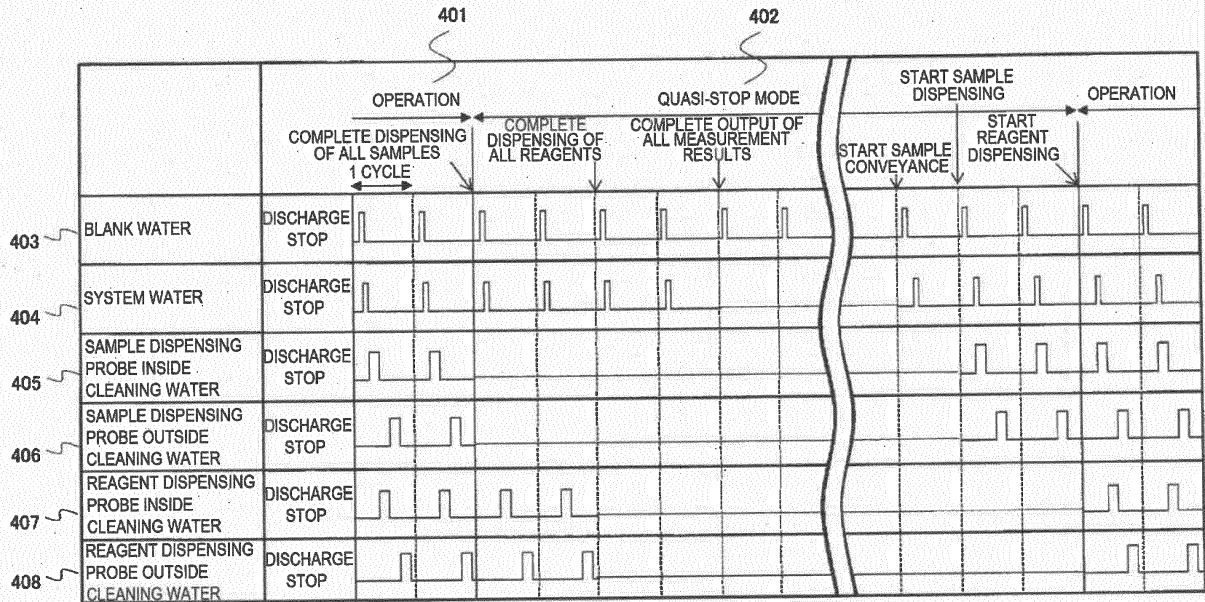 401
402
OPERATION
QUASI-STOP MODE
START SAMPLE
DISPENSING
OPERATION
COMPLETE DISPENSING
OF ALL SAMPLES
1 CYCLE
COMPLETE
DISPENSING OF
ALL REAGENTS
COMPLETE OUTPUT OF
ALL MEASUREMENT
RESULTS
START SAMPLE
CONVEYANCE
START
REAGENT
DISPENSING
403
BLANK WATER
DISCHARGE
STOP
404
SYSTEM WATER
DISCHARGE
STOP
405
SAMPLE DISPENSING
PROBE INSIDE
CLEANING WATER
DISCHARGE
STOP
406
SAMPLE DISPENSING
PROBE OUTSIDE
CLEANING WATER
DISCHARGE
STOP
407
REAGENT DISPENSING
PROBE INSIDE
CLEANING WATER
DISCHARGE
STOP
408
REAGENT DISPENSING
PROBE OUTSIDE
CLEANING WATER
DISCHARGE
STOP